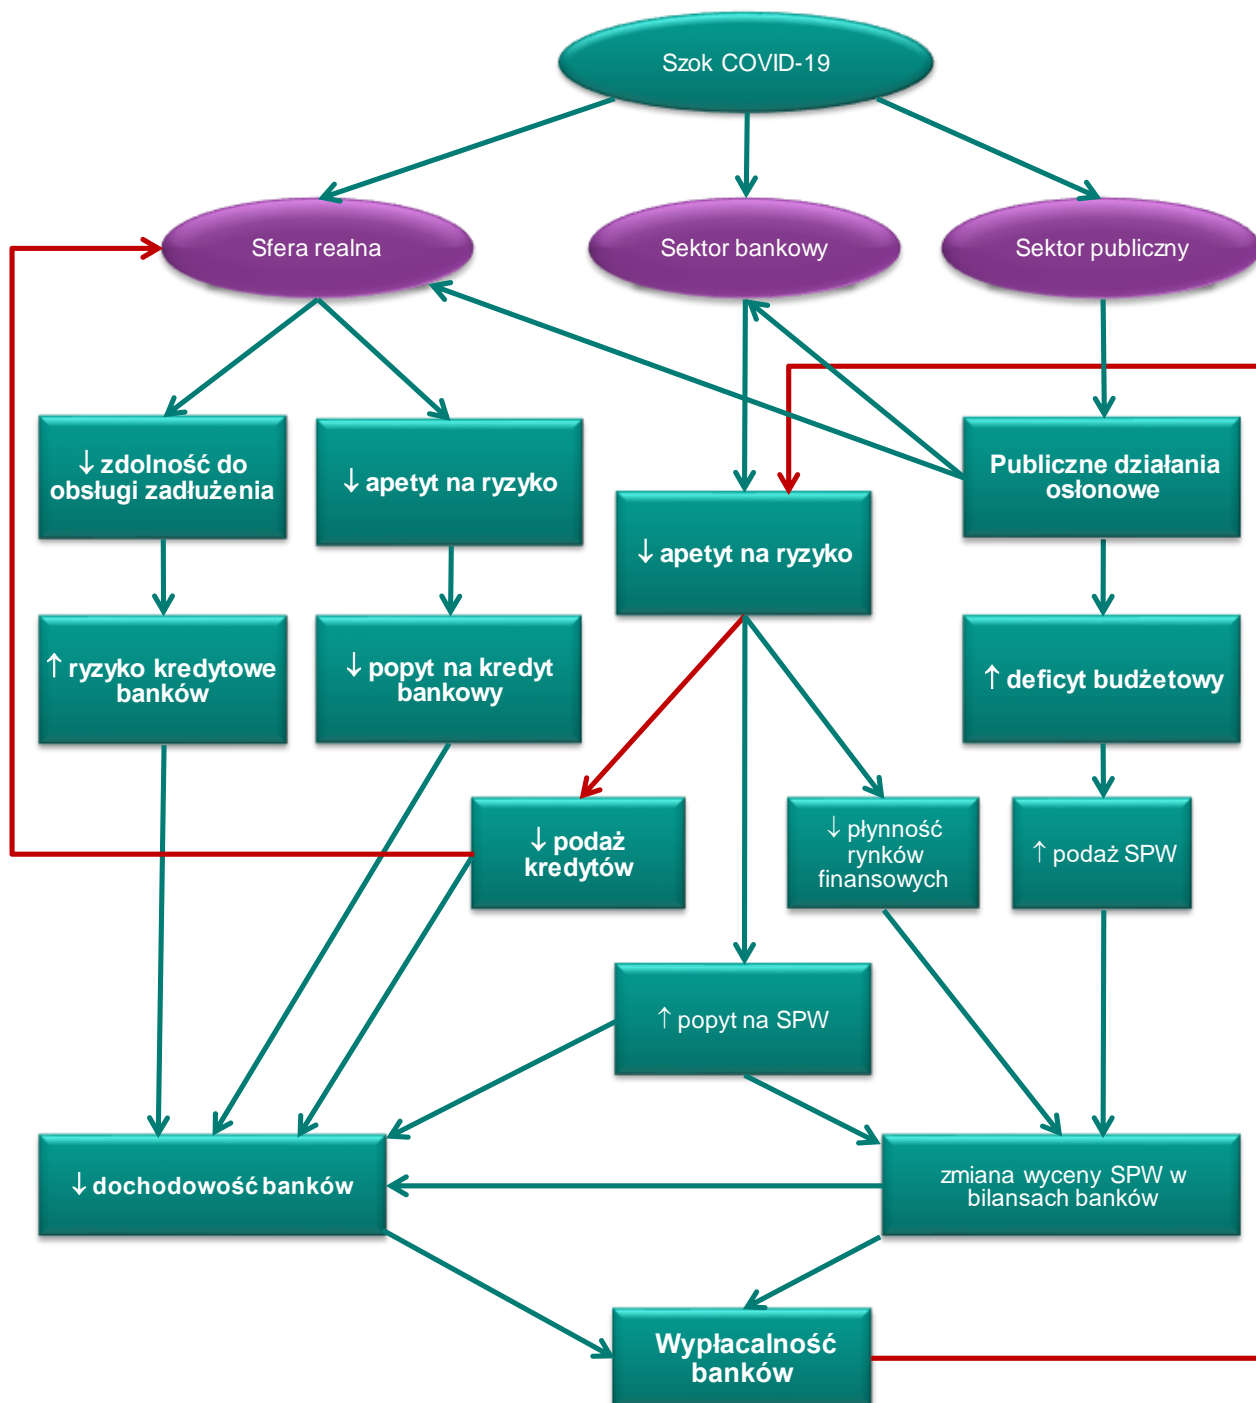 Szok COVID-19
Sfera realna
Sektor bankowy
Sektor publiczny
↓ zdolność do
obsługi zadłużenia
↓ apetyt na ryzyko
Publiczne działania
osłonowe
↓ apetyt na ryzyko
↑ ryzyko kredytowe
banków
↓ popyt na kredyt
bankowy
↑ deficyt budżetowy
↓ podaż
kredytów
↓ płynność
rynków
finansowych
↑ podaż SPW
↑ popyt na SPW
↓ dochodowość banków
zmiana wyceny SPW w
bilansach banków
Wypłacalność
banków